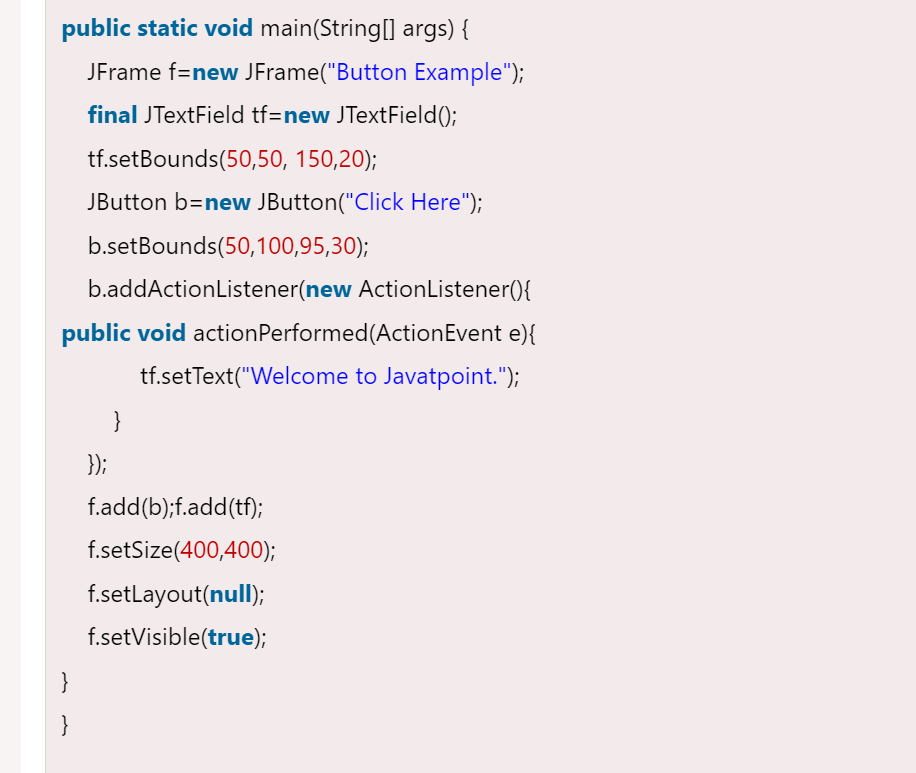 public static void main(String[] args) {
JFrame f=new JFrame("Button Example");
final JTextField tf=new JTextField();
tf.setBounds(50,50, 150,20);
JButton b=new JButton("Click Here");
b.setBounds(50,100,95,30);
b.addActionListener(new ActionListener(){
public void actionPerformed(ActionEvent e){
tf.setText("Welcome to Javatpoint.");
}
});
f.add(b);f.add(tf);
f.setSize(400,400);
f.setLayout(null);
f.setVisible(true);
}
}